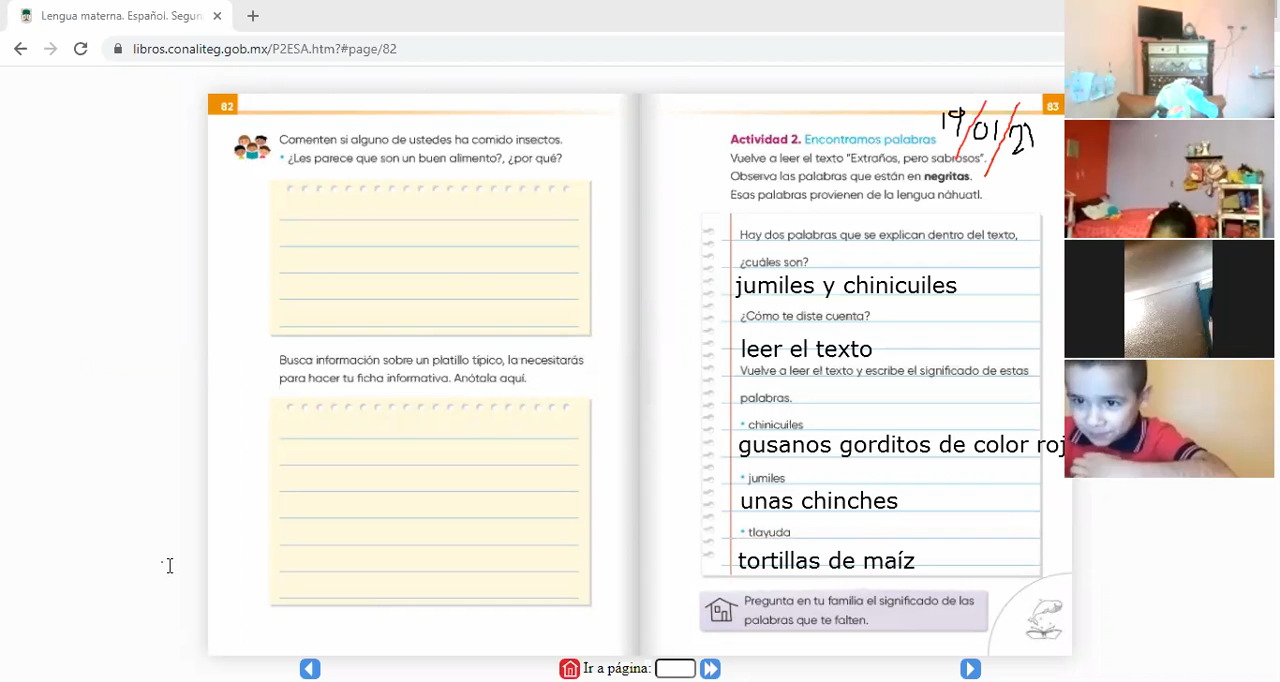 Lengua materna. Español. Segun
libros.conaliteg.gob.mx/P2ESA.htm?#page/82
82
Comenten si alguno de ustedes ha comido insectos.
• ¿Les parece que son un buen alimento?, ¿por qué?
Busca información sobre un platillo típico, la necesitarás
para hacer tu ficha informativa. Anótala aquí.
83
19/01/21
Actividad 2. Encontramos palabras
Vuelve a leer el texto "Extraños, pero sabrosos".
Observa las palabras que están en negritas.
Esas palabras provienen de la lengua náhuatl.
Hay dos palabras que se explican dentro del texto,
¿cuáles son?
jumiles y chinicuiles
¿Cómo te diste cuenta?
leer el texto
Vuelve a leer el texto y escribe el significado de estas
palabras.
• chinicuiles
gusanos gorditos de color roj
• jumiles
unas chinches
• tlayuda
tortillas de maíz
Pregunta en tu familia el significado de las
palabras que te falten.
Ir a página: